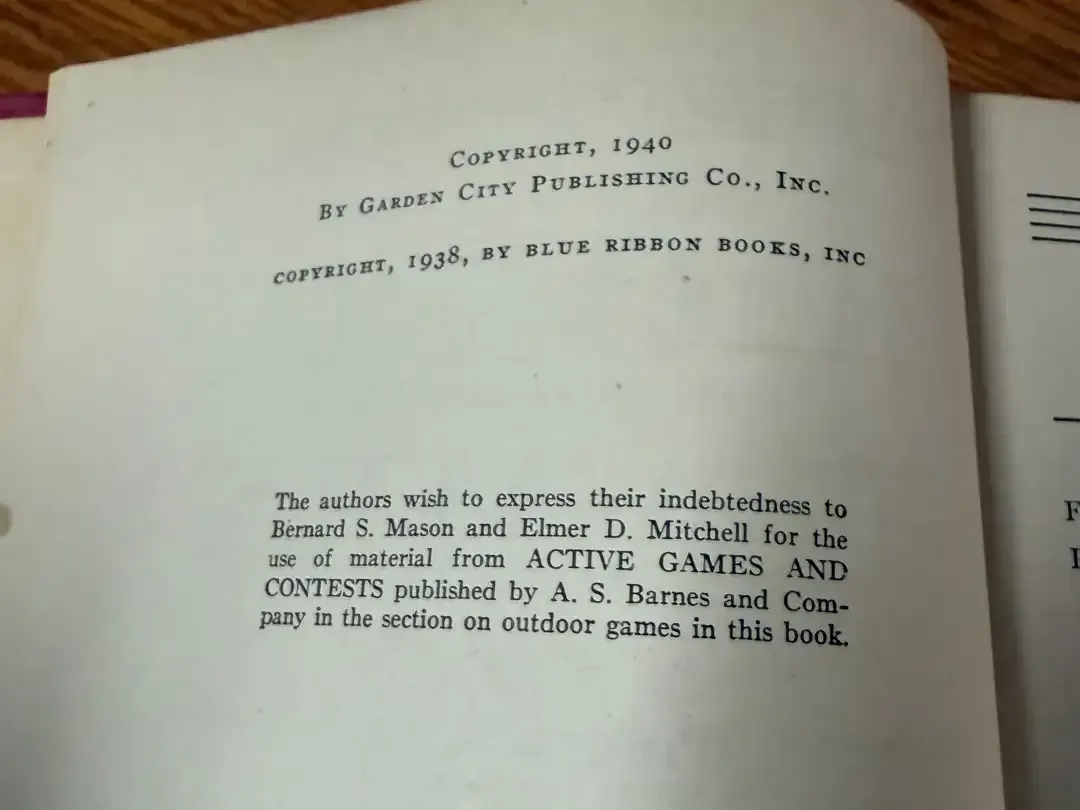 COPYRIGHT, 1940
BY GARDEN CITY PUBLISHING CO., INC.
COPYRIGHT, 1938, BY BLUE RIBBON BOOKS, INC
The authors wish to express their indebtedness to
Bernard S. Mason and Elmer D. Mitchell for the
use of material from ACTIVE GAMES AND
CONTESTS published by A. S. Barnes and Com-
pany in the section on outdoor games in this book.